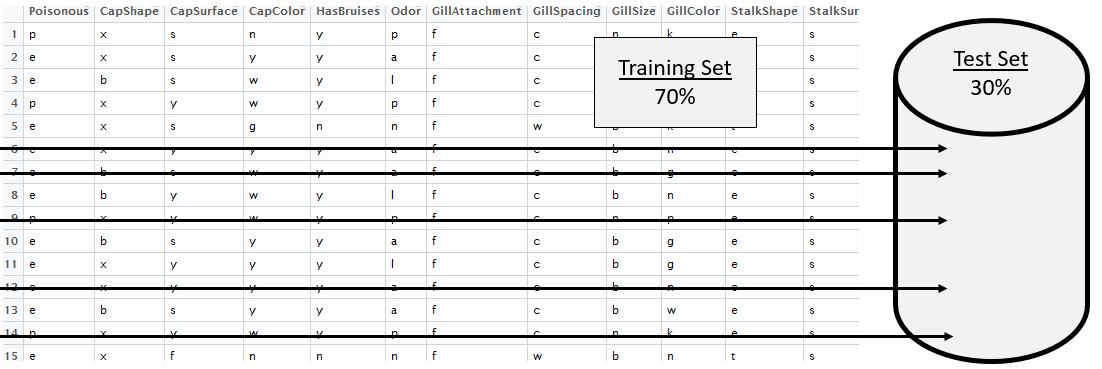 Poisonous CapShape CapSurface CapColor HasBruises Odor GillAttachment GillSpacing GillSize GillColor StalkShape StalkSur
1 p x s n y p f c n k e s
2 e x s y y a f c s
3 e b s w y l f c s
4 p x y w y p f c s
5 e x s g n n f w b k t s
6 e x y y y a f c b n e s
7 e b s w y a f c b g e s
8 e b y w y l f c b n e s
9 p x y w y p f c n p e s
10 e b s y y a f c b g e s
11 e x y y y l f c b g e s
12 e x y y y a f c b n e s
13 e b s y y a f c b w e s
14 p x y w y p f c n k e s
15 e x f n n n f w b n t s
Training Set
70%
Test Set
30%